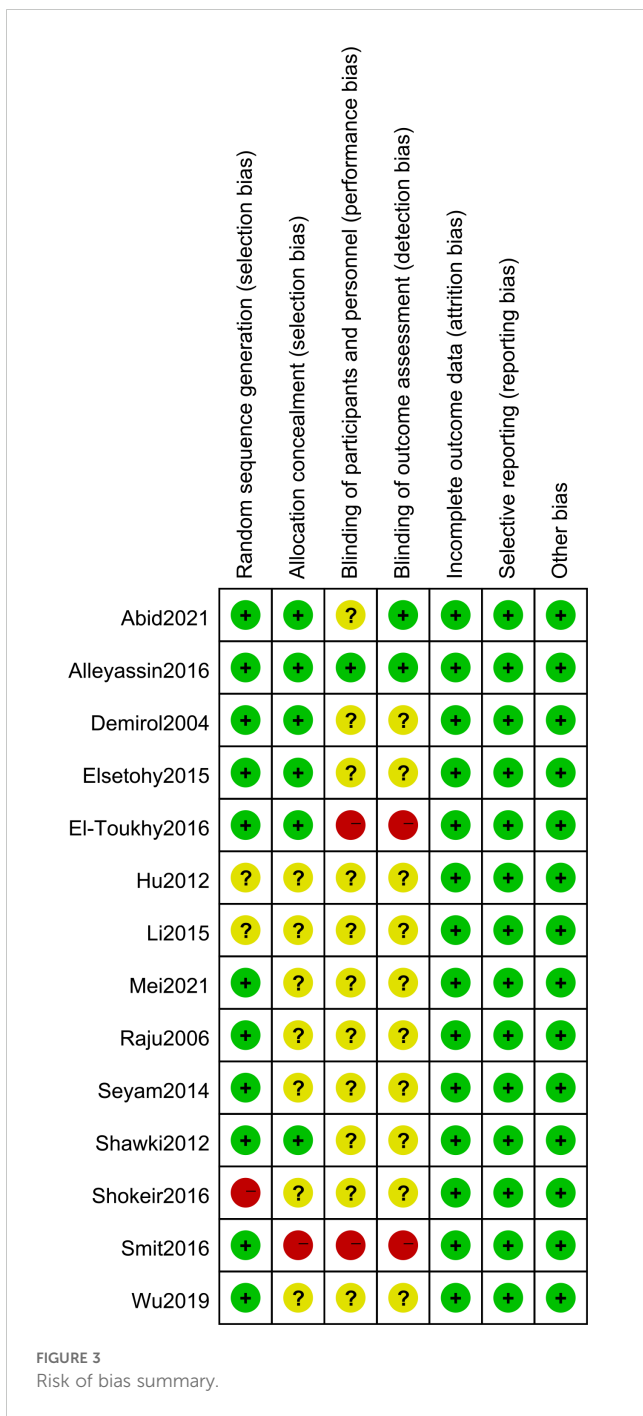 Random sequence generation (selection bias)
Allocation concealment (selection bias)
Blinding of participants and personnel (performance bias)
Blinding of outcome assessment (detection bias)
Incomplete outcome data (attrition bias)
Selective reporting (reporting bias)
Other bias
Abid2021 + + ? + + + +
Alleyassin2016 + + + + + + +
Demirol2004 + + ? ? + + +
Elsetohy2015 + + ? ? + + +
El-Toukhy2016 + + – – + + +
Hu2012 ? ? ? ? + + +
Li2015 ? ? ? ? + + +
Mei2021 + ? ? ? + + +
Raju2006 + ? ? ? + + +
Seyam2014 + ? ? ? + + +
Shawki2012 + + ? ? + + +
Shokeir2016 – ? ? ? + + +
Smit2016 + – – – + + +
Wu2019 + ? ? ? + + +
FIGURE 3
Risk of bias summary.